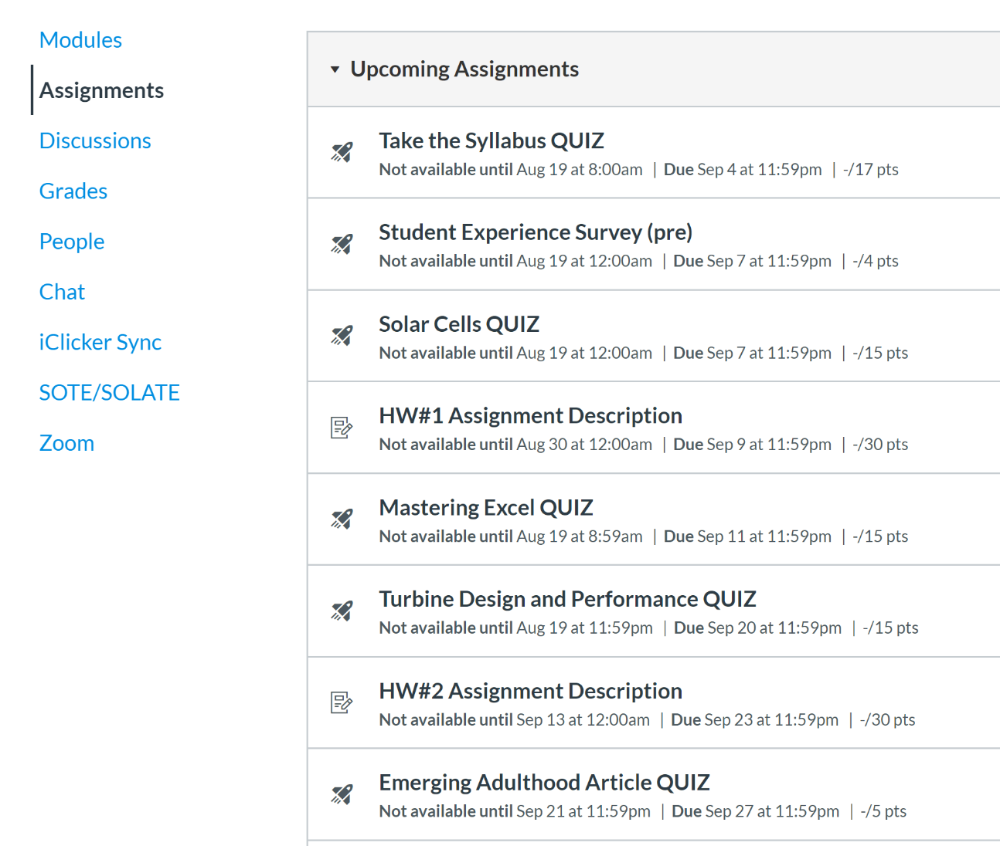 Modules
Assignments
Discussions
Grades
People
Chat
iClicker Sync
SOTE/SOLATE
Zoom
Upcoming Assignments
Take the Syllabus QUIZ
Not available until Aug 19 at 8:00am | Due Sep 4 at 11:59pm | -/17 pts
Student Experience Survey (pre)
Not available until Aug 19 at 12:00am | Due Sep 7 at 11:59pm | -/4 pts
Solar Cells QUIZ
Not available until Aug 19 at 12:00am | Due Sep 7 at 11:59pm | -/15 pts
HW#1 Assignment Description
Not available until Aug 30 at 12:00am | Due Sep 9 at 11:59pm | -/30 pts
Mastering Excel QUIZ
Not available until Aug 19 at 8:59am | Due Sep 11 at 11:59pm | -/15 pts
Turbine Design and Performance QUIZ
Not available until Aug 19 at 11:59pm | Due Sep 20 at 11:59pm | -/15 pts
HW#2 Assignment Description
Not available until Sep 13 at 12:00am | Due Sep 23 at 11:59pm | -/30 pts
Emerging Adulthood Article QUIZ
Not available until Sep 21 at 11:59pm | Due Sep 27 at 11:59pm | -/5 pts